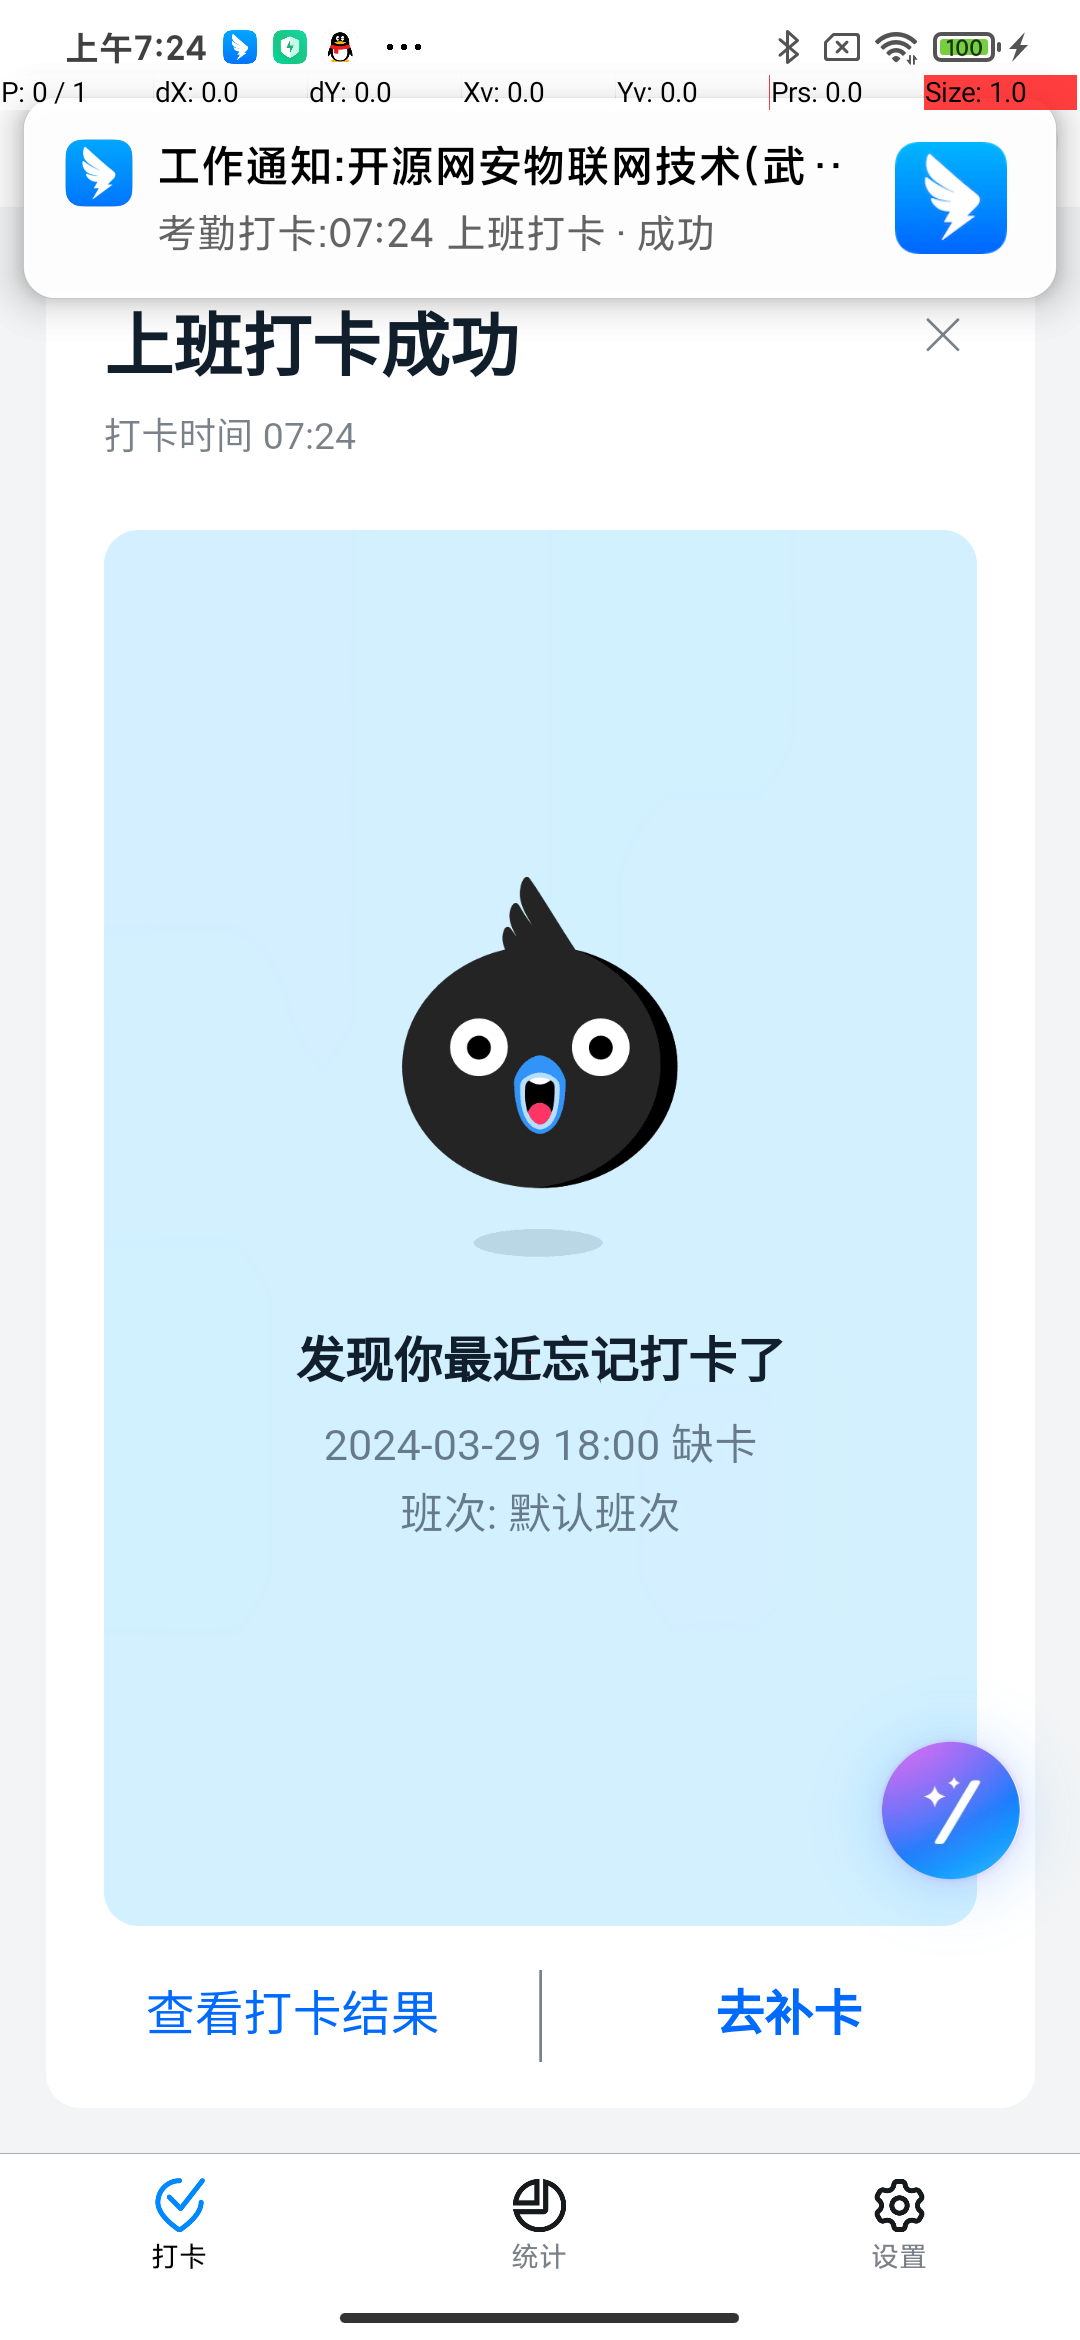 上午7:24
100
P: 0 / 1 dX: 0.0 dY: 0.0 Xv: 0.0 Yv: 0.0 Prs: 0.0 Size: 1.0
工作通知:开源网安物联网技术(武··
考勤打卡:07:24 上班打卡 · 成功
上班打卡成功
打卡时间 07:24
发现你最近忘记打卡了
2024-03-29 18:00 缺卡
班次: 默认班次
查看打卡结果
去补卡
打卡
统计
设置